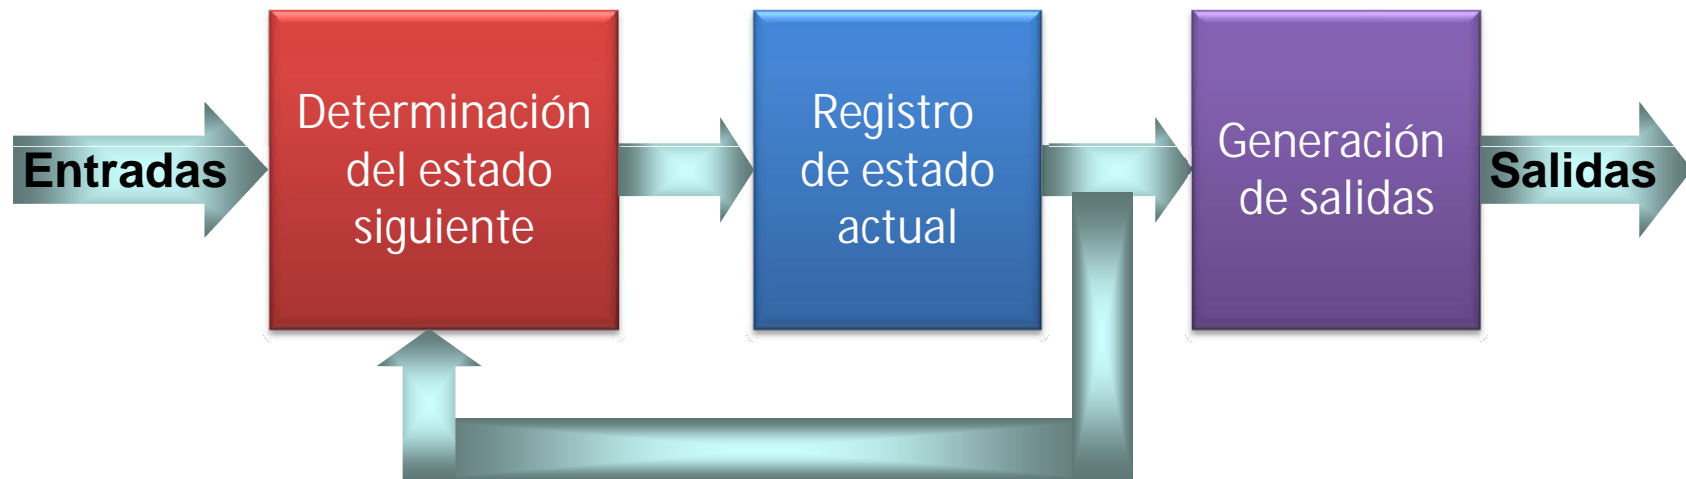 Entradas
Determinación
del estado
siguiente
Registro
de estado
actual
Generación
de salidas
Salidas